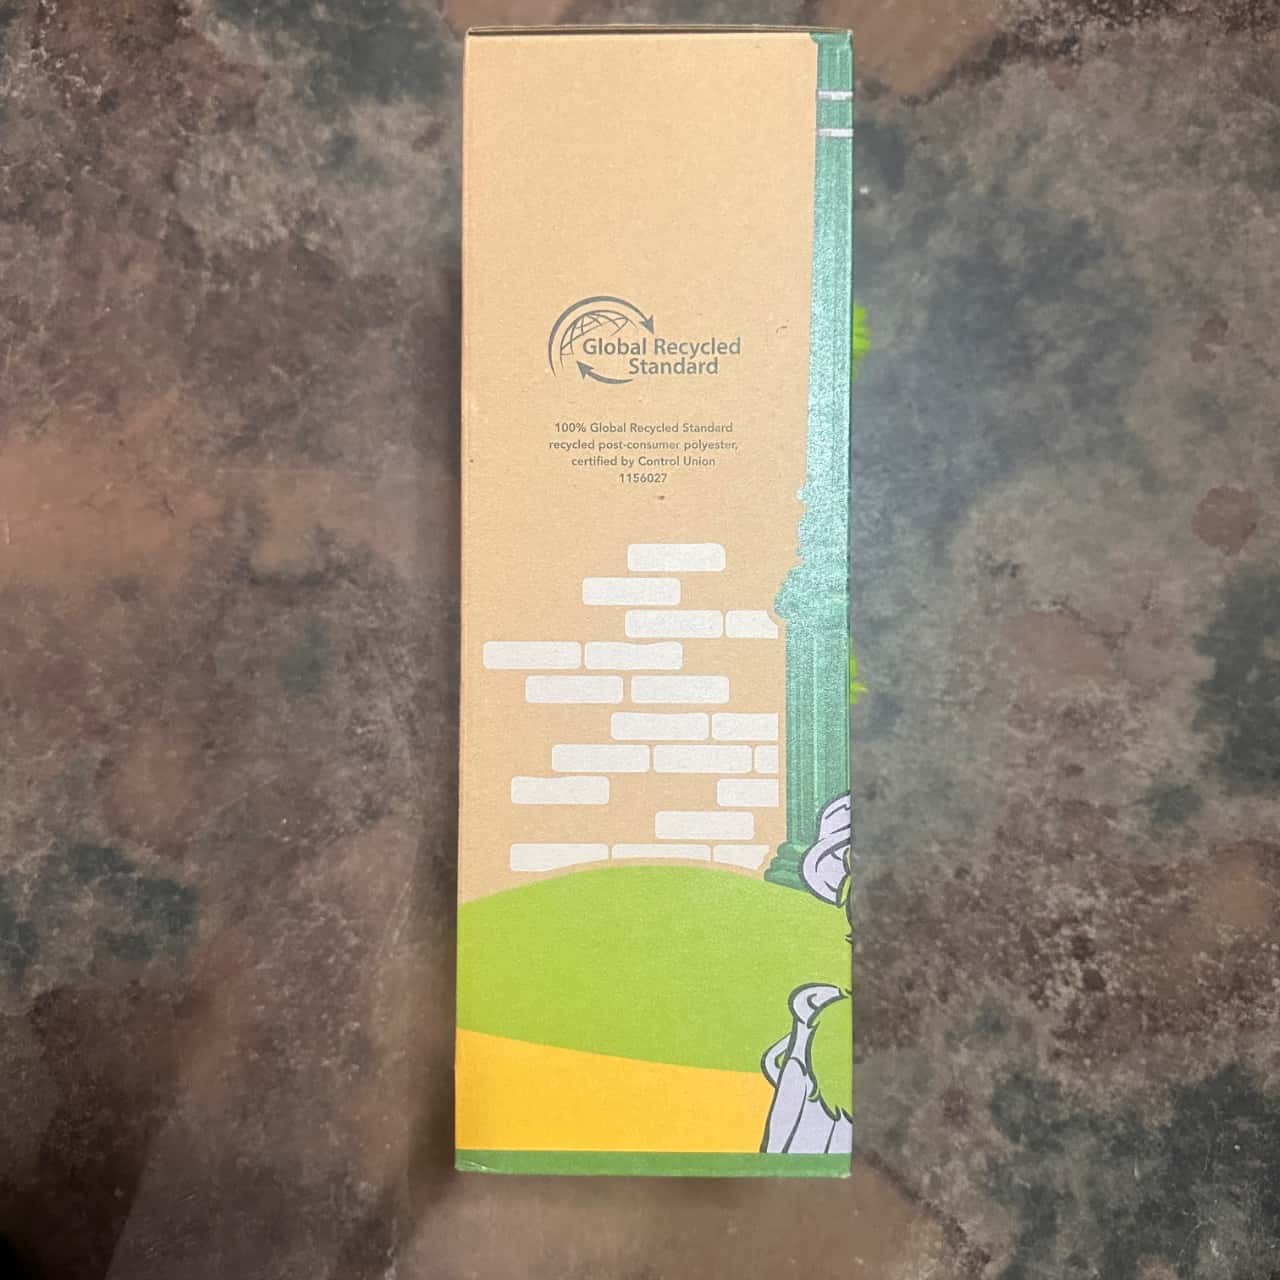 Global Recycled
Standard
100% Global Recycled Standard
recycled post-consumer polyester,
certified by Control Union
1156027